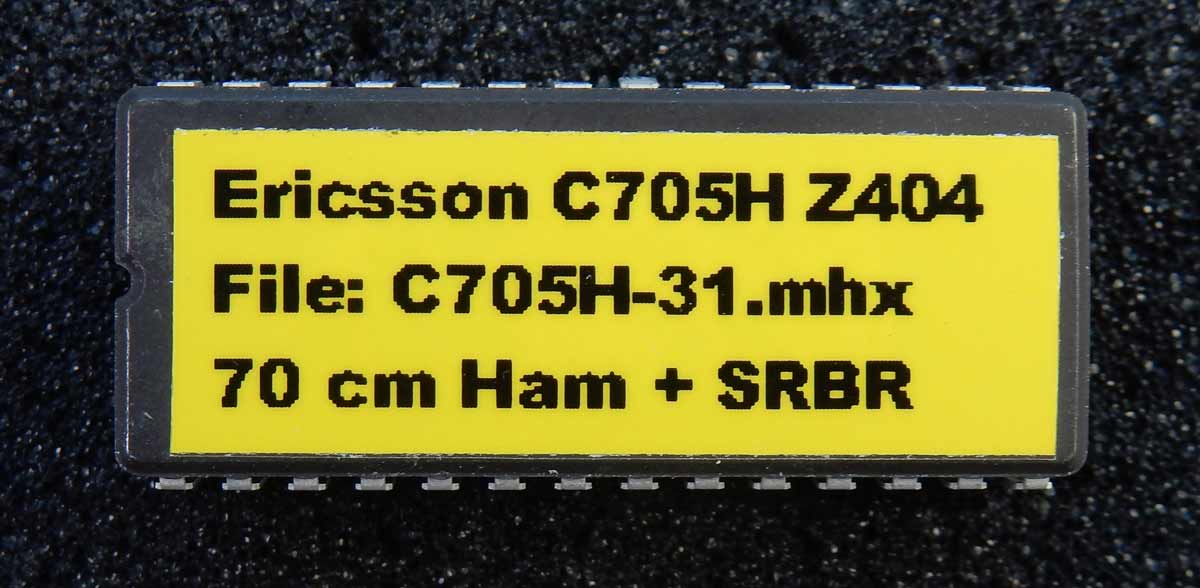 Ericsson C705H Z404
File: C705H-31.mhx
70 cm Ham + SRBR